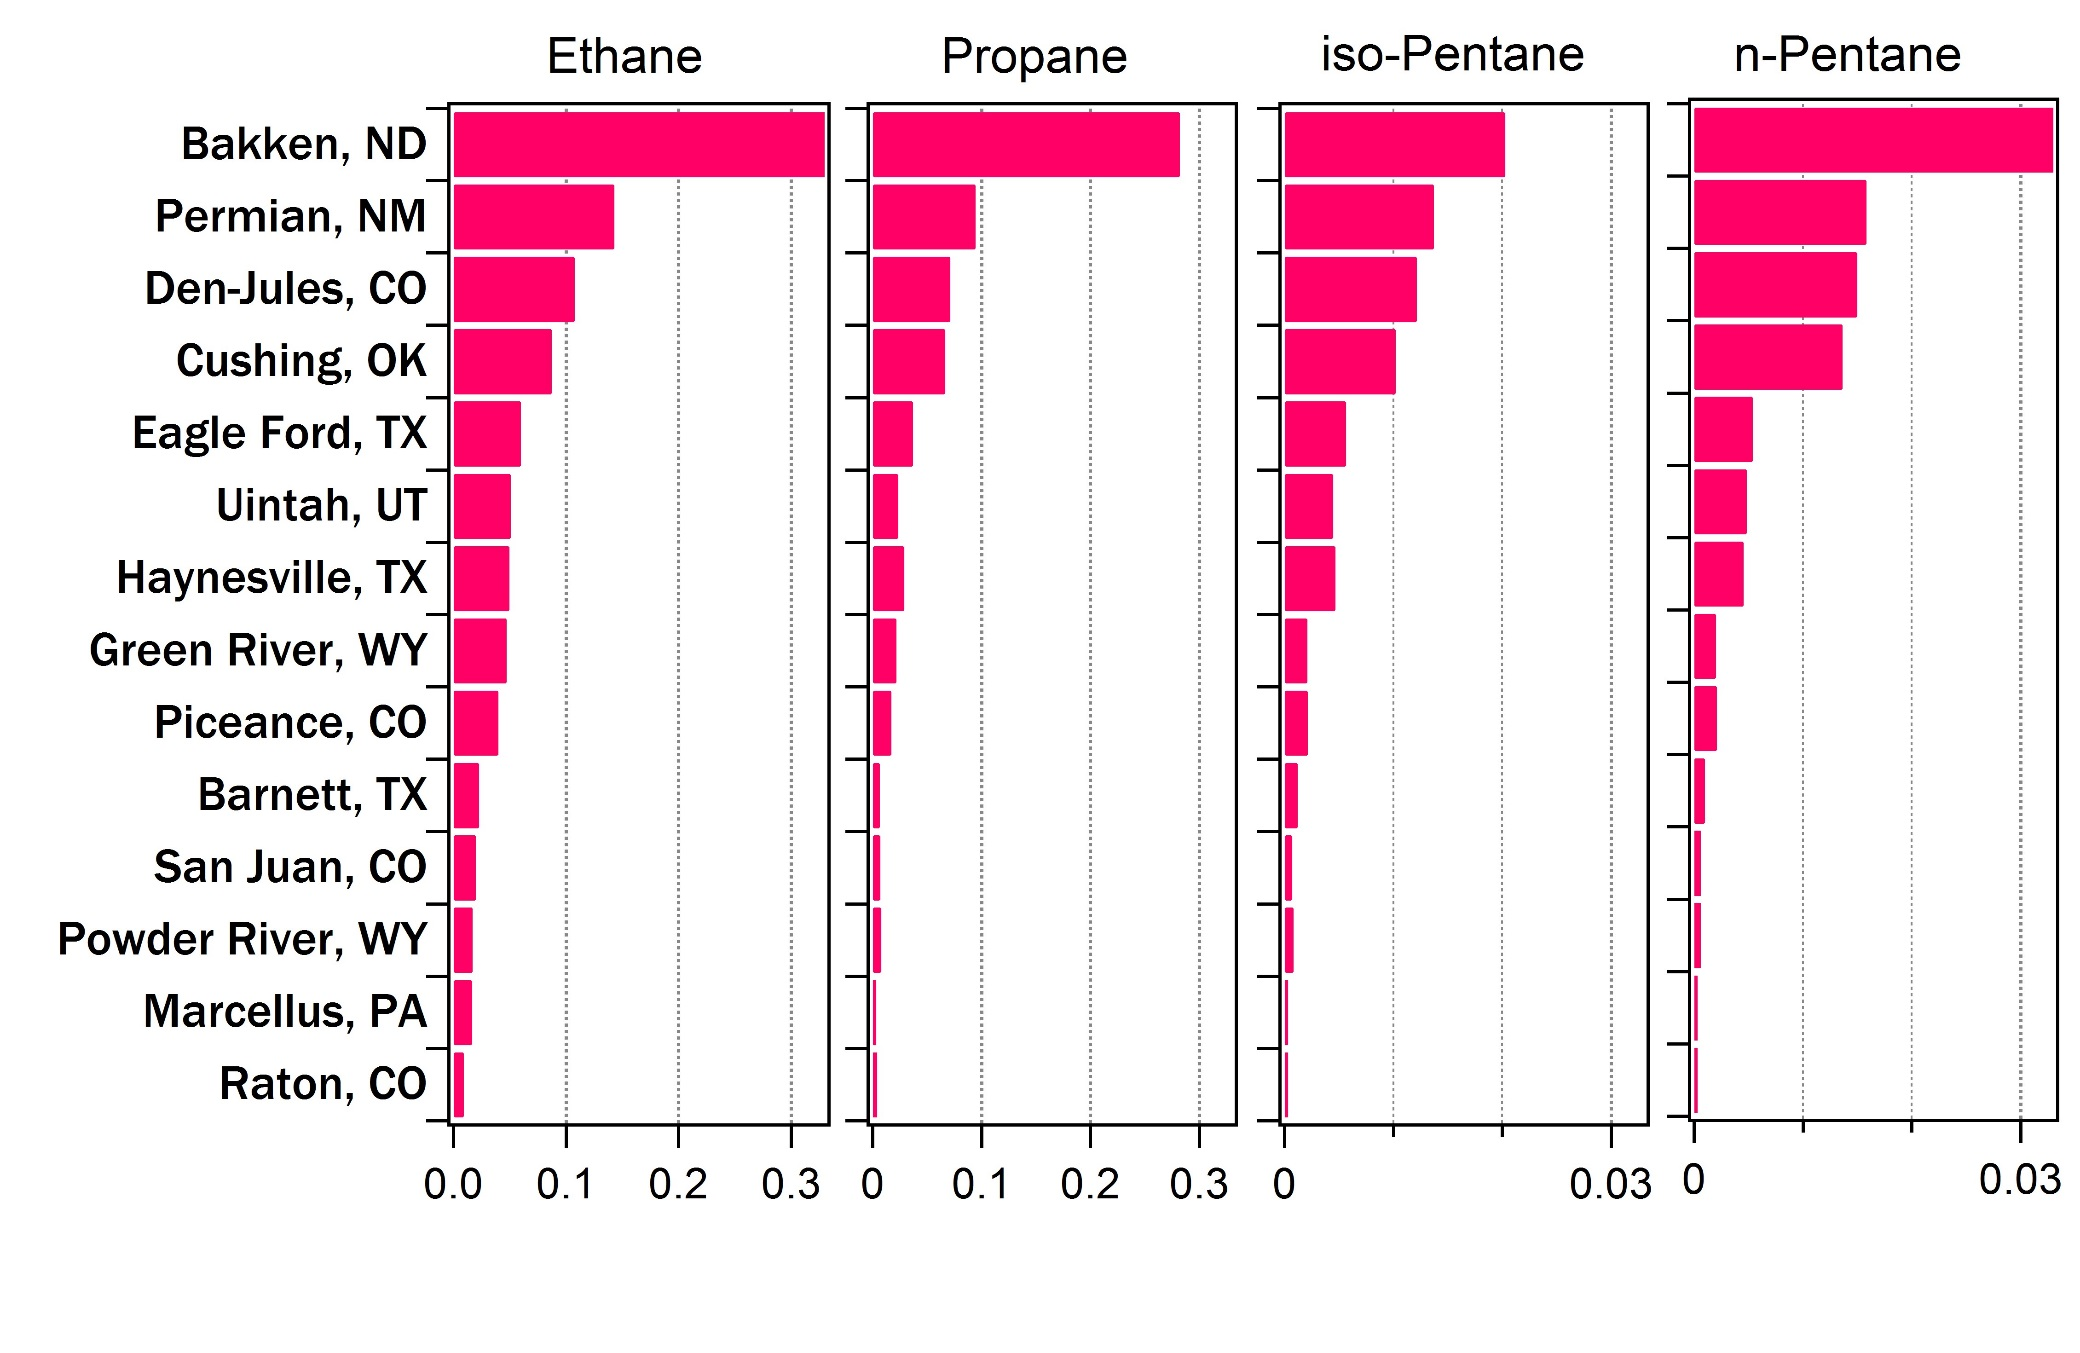 Ethane Propane iso-Pentane n-Pentane
Bakken, ND
Permian, NM
Den-Jules, CO
Cushing, OK
Eagle Ford, TX
Uintah, UT
Haynesville, TX
Green River, WY
Piceance, CO
Barnett, TX
San Juan, CO
Powder River, WY
Marcellus, PA
Raton, CO
0.0 0.1 0.2 0.3 0 0.1 0.2 0.3 0 0.03 0 0.03